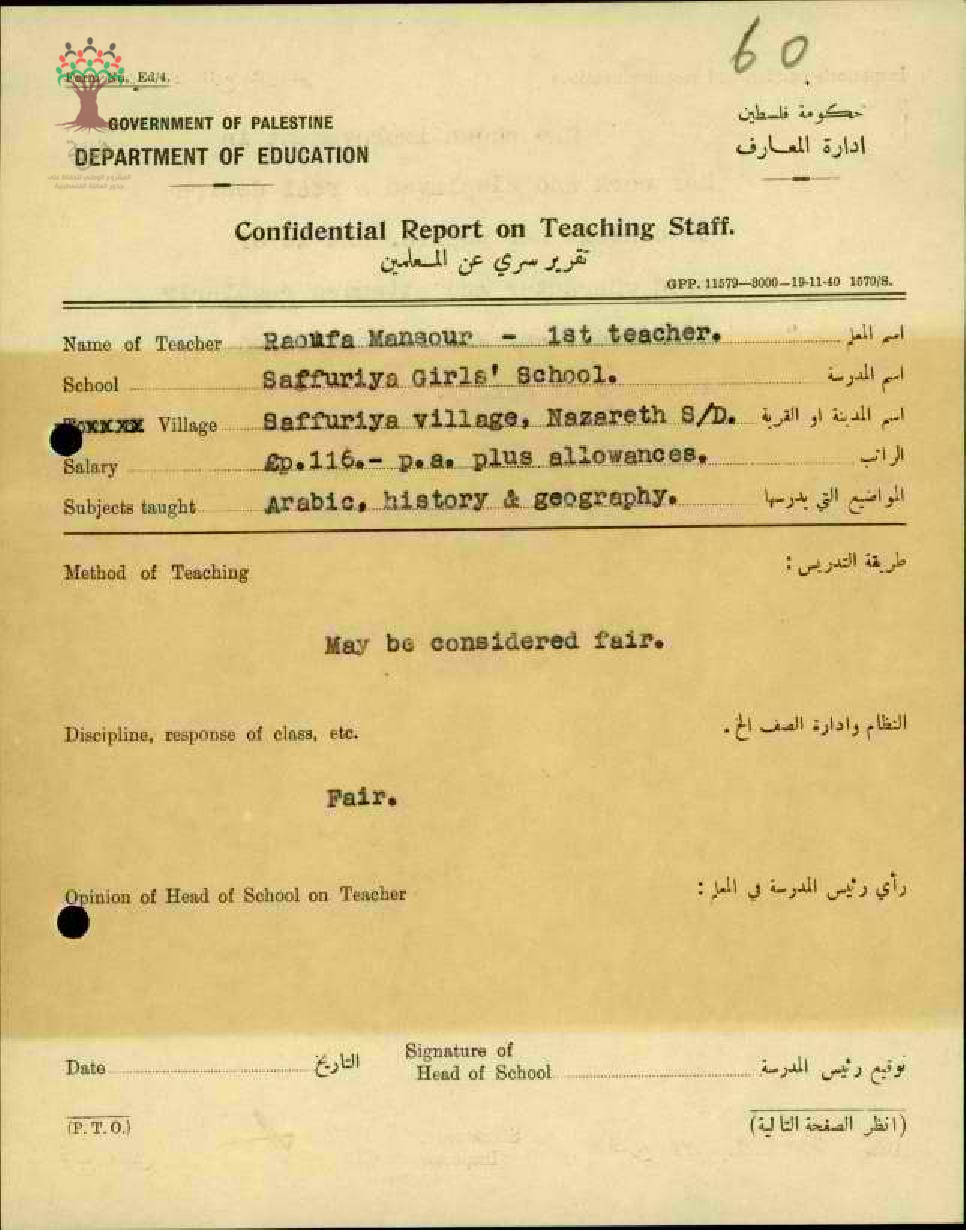 60
Form No. Ed/4.
GOVERNMENT OF PALESTINE
حكومة فلسطين
DEPARTMENT OF EDUCATION
ادارة المعارف
Confidential Report on Teaching Staff.
تقرير سري عن المعلمين
GPP. 11579—3000—19-11-40 1570/S.
Name of Teacher Raoufa Mansour - 1st teacher. اسم المعلم
School Saffuriya Girls' School. اسم المدرسة
Village Saffuriya village, Nazareth S/D. اسم المدينة او القرية
Salary £p.116.- p.a. plus allowances. الراتب
Subjects taught Arabic, history & geography. المواضيع التي يدرسها
Method of Teaching طريقة التدريس :
May be considered fair.
Discipline, response of class, etc. النظام وادارة الصف الخ .
Fair.
Opinion of Head of School on Teacher رأي رئيس المدرسة في المعلم :
Date التاريخ Signature of Head of School توقيع رئيس المدرسة
(P. T. O.) (انظر الصفحة التالية)